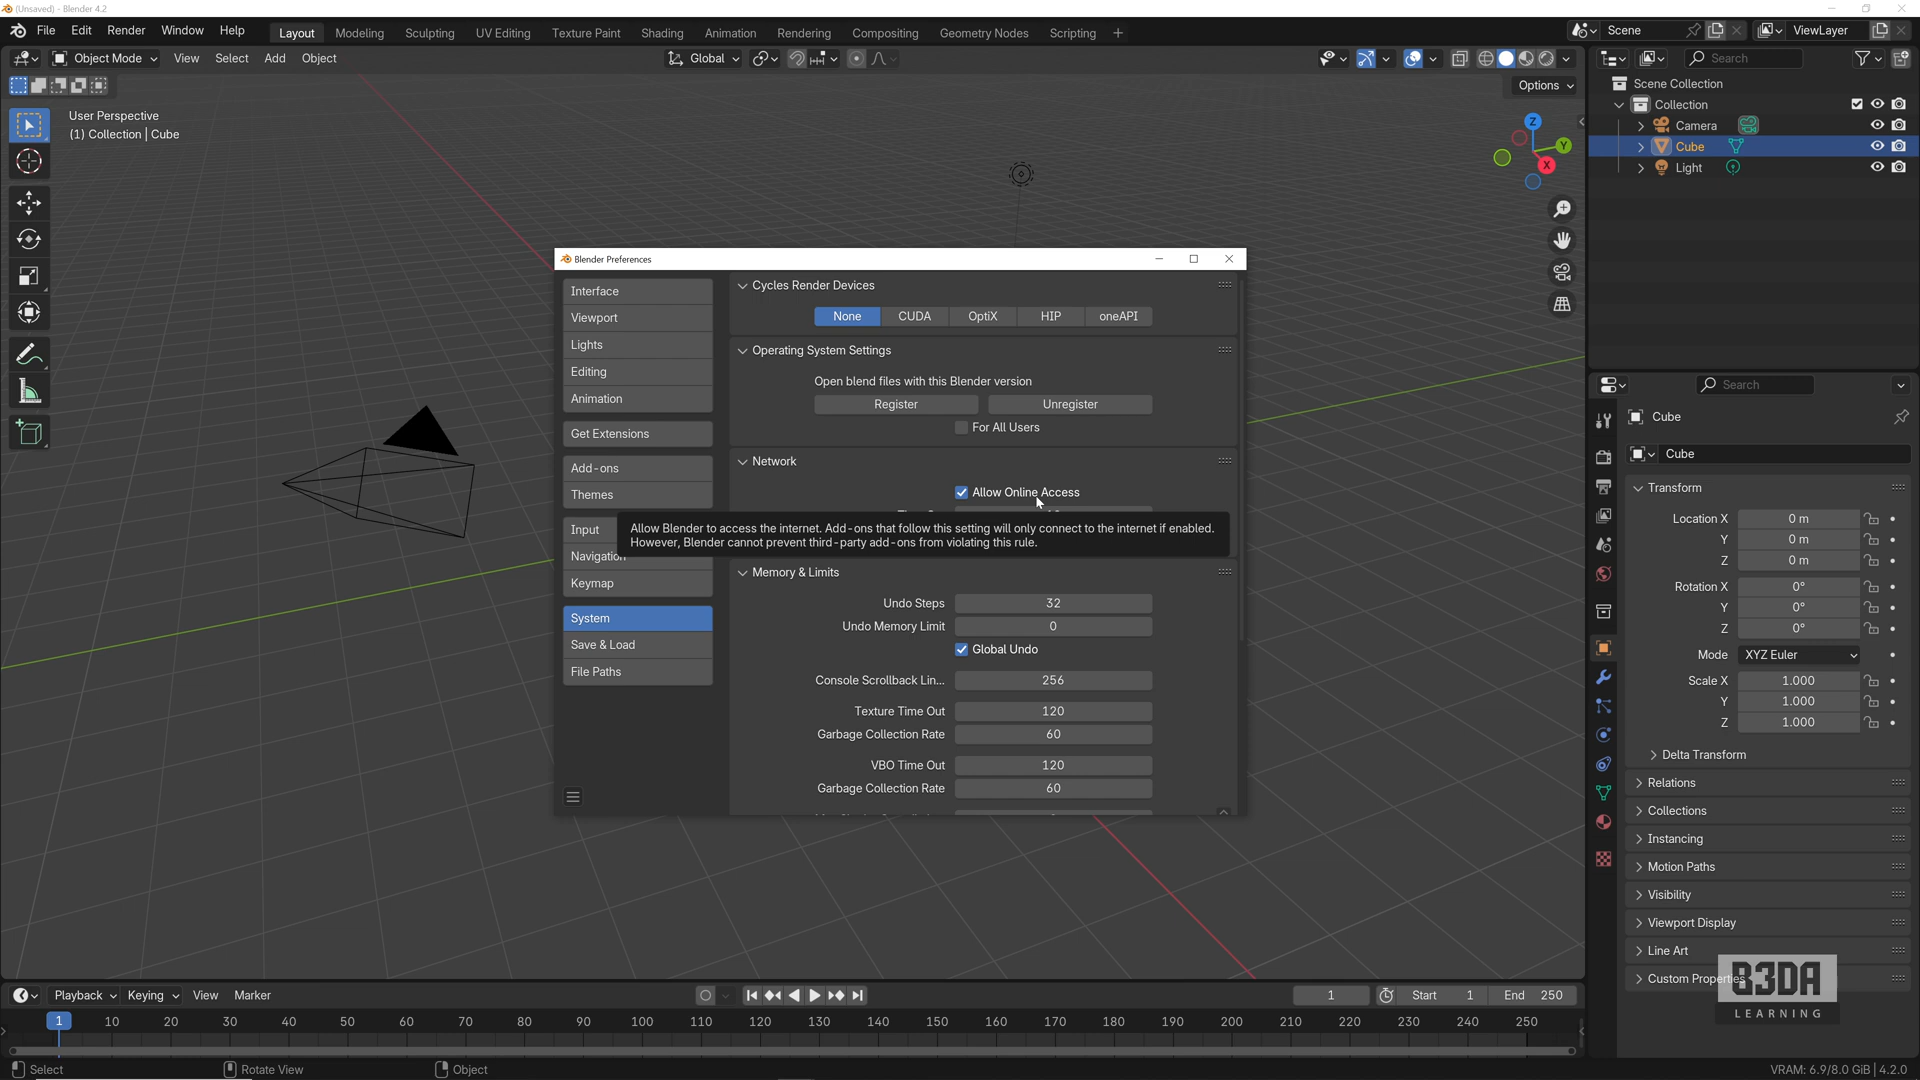 (Unsaved) - Blender 4.2
File Edit Render Window Help
Layout Modeling Sculpting UV Editing Texture Paint Shading Animation Rendering Compositing Geometry Nodes Scripting +
Scene
ViewLayer
Object Mode View Select Add Object
Global
Search
Options
User Perspective
(1) Collection | Cube
Z
Y
X
Scene Collection
Collection
Camera
Cube
Light
Blender Preferences
Interface
Viewport
Lights
Editing
Animation
Get Extensions
Add-ons
Themes
Input
Navigation
Keymap
System
Save & Load
File Paths
Cycles Render Devices
None CUDA OptiX HIP oneAPI
Operating System Settings
Open blend files with this Blender version
Register Unregister
For All Users
Network
Allow Online Access
Allow Blender to access the internet. Add-ons that follow this setting will only connect to the internet if enabled.
However, Blender cannot prevent third-party add-ons from violating this rule.
Memory & Limits
Undo Steps 32
Undo Memory Limit 0
Global Undo
Console Scrollback Lin... 256
Texture Time Out 120
Garbage Collection Rate 60
VBO Time Out 120
Garbage Collection Rate 60
Search
Cube
Cube
Transform
Location X 0 m
Y 0 m
Z 0 m
Rotation X 0°
Y 0°
Z 0°
Mode XYZ Euler
Scale X 1.000
Y 1.000
Z 1.000
Delta Transform
Relations
Collections
Instancing
Motion Paths
Visibility
Viewport Display
Line Art
Custom Properties
B3DA
LEARNING
Playback Keying View Marker
1
Start 1
End 250
1 10 20 30 40 50 60 70 80 90 100 110 120 130 140 150 160 170 180 190 200 210 220 230 240 250
Select
Rotate View
Object
VRAM: 6.9/8.0 GiB | 4.2.0